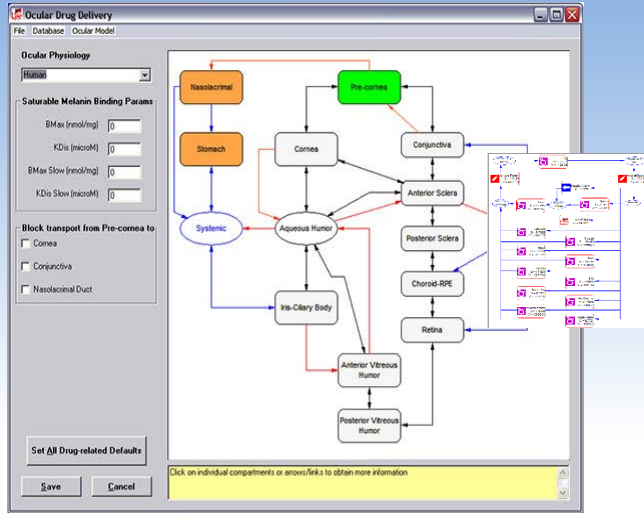 Ocular Drug Delivery
File Database Ocular Model
Ocular Physiology
Human
Saturable Melanin Binding Params
BMax (nmol/mg) 0
KDis (microM) 0
BMax Slow (nmol/mg) 0
KDis Slow (microM) 0
Block transport from Pre-cornea to
Cornea
Conjunctiva
Nasolacrimal Duct
Set All Drug-related Defaults
Save Cancel
Nasolacrimal
Pre-cornea
Stomach
Cornea
Conjunctiva
Anterior Sclera
Systemic
Aqueous Humor
Posterior Sclera
Choroid-RPE
Iris-Ciliary Body
Retina
Anterior Vitreous
Humor
Posterior Vitreous
Humor
Click on individual compartments or arrows/links to obtain more information